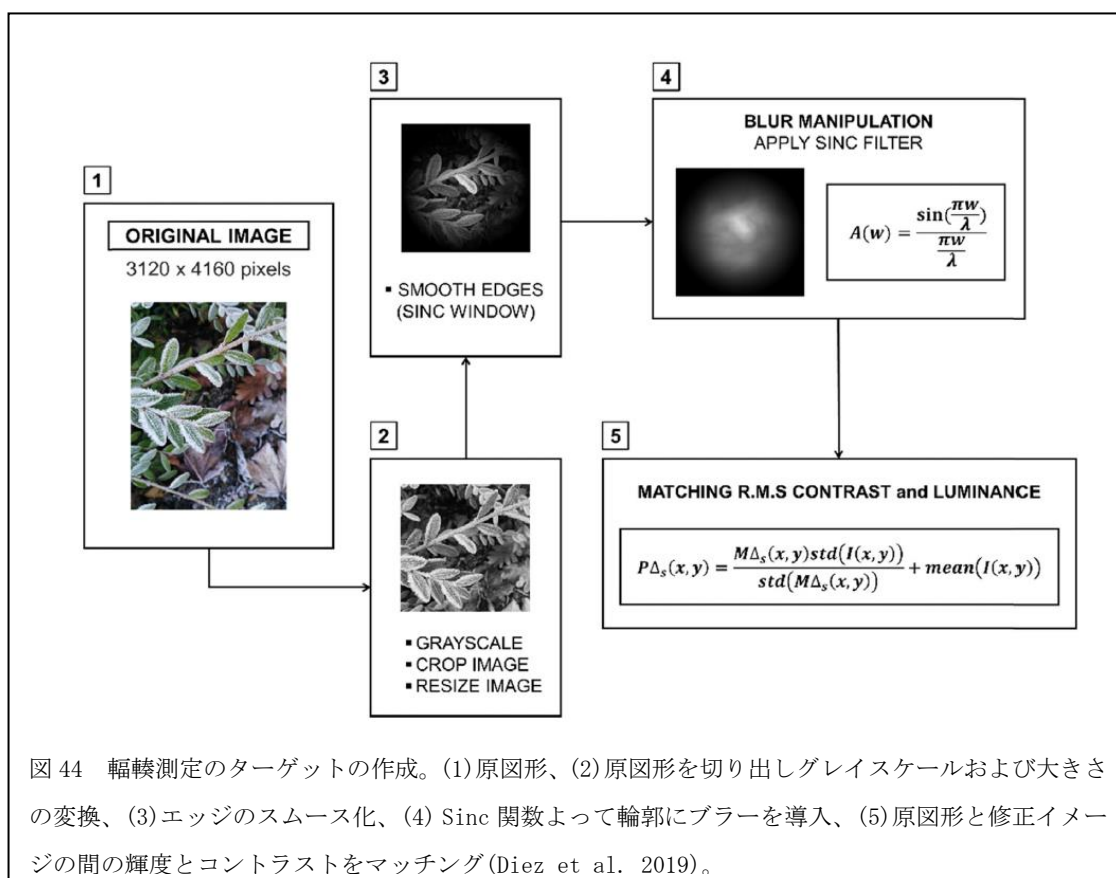 1
ORIGINAL IMAGE
3120 x 4160 pixels
2
▪ GRAYSCALE
▪ CROP IMAGE
▪ RESIZE IMAGE
3
▪ SMOOTH EDGES
(SINC WINDOW)
4
BLUR MANIPULATION
APPLY SINC FILTER
A(w) = sin(πw/λ) / (πw/λ)
5
MATCHING R.M.S CONTRAST and LUMINANCE
PΔₛ(x, y) = MΔₛ(x, y)std(I(x, y)) / std(MΔₛ(x, y)) + mean(I(x, y))
図 44　輻輳測定のターゲットの作成。(1)原図形、(2)原図形を切り出しグレイスケールおよび大きさ
の変換、(3)エッジのスムース化、(4) Sinc 関数よって輪郭にブラーを導入、(5)原図形と修正イメー
ジの間の輝度とコントラストをマッチング(Diez et al. 2019)。